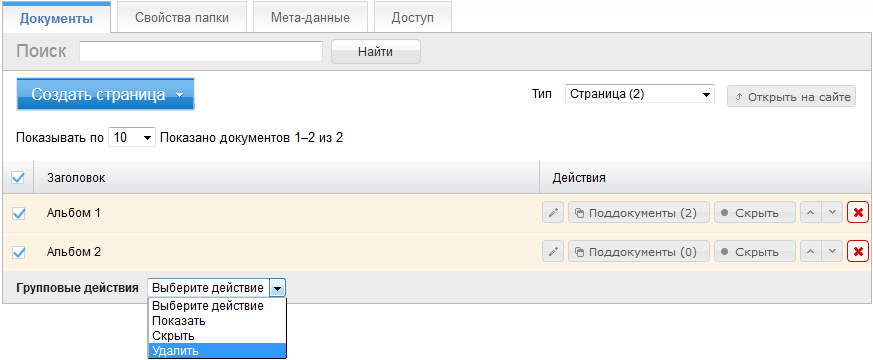 Документы Свойства папки Мета-данные Доступ
Поиск Найти
Создать страница Тип Страница (2) Открыть на сайте
Показывать по 10 Показано документов 1–2 из 2
Заголовок Действия
Альбом 1 Поддокументы (2) Скрыть
Альбом 2 Поддокументы (0) Скрыть
Групповые действия Выберите действие
Выберите действие
Показать
Скрыть
Удалить